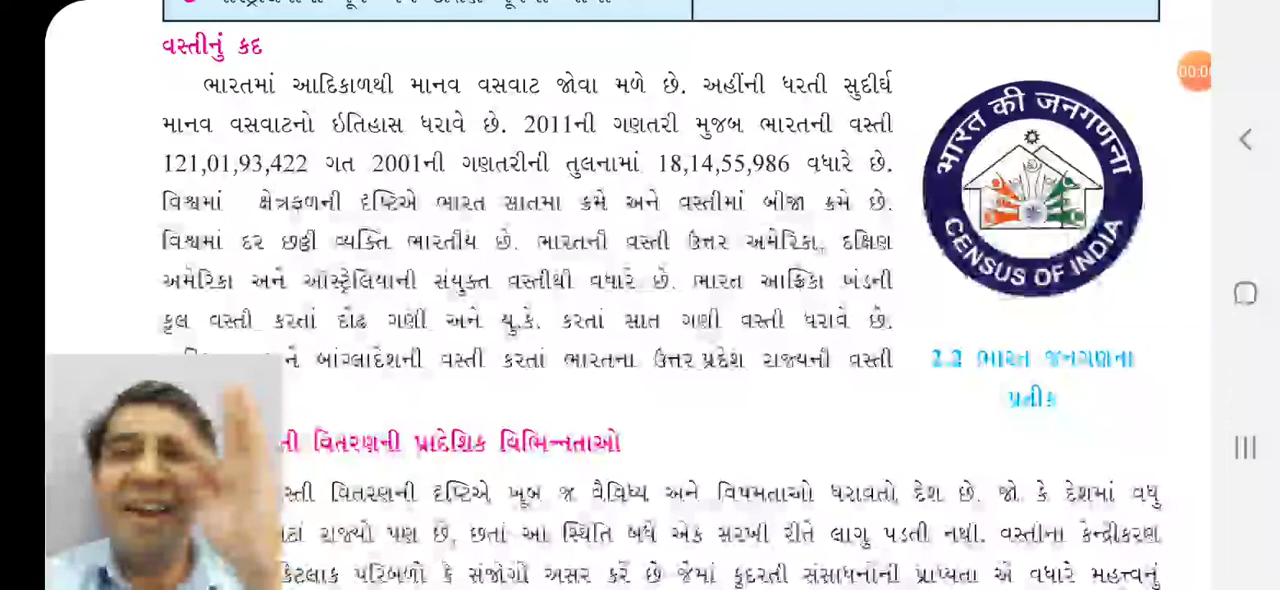 વસ્તીનું કદ
ભારતમાં આદિકાળથી માનવ વસવાટ જોવા મળે છે. અહીંની ધરતી સુદીર્ઘ
માનવ વસવાટનો ઇતિહાસ ધરાવે છે. 2011ની ગણતરી મુજબ ભારતની વસ્તી
121,01,93,422 ગત 2001ની ગણતરીની તુલનામાં 18,14,55,986 વધારે છે.
વિશ્વમાં ક્ષેત્રફળની દૃષ્ટિએ ભારત સાતમા ક્રમે અને વસ્તીમાં બીજા ક્રમે છે.
વિશ્વમાં દર છઠ્ઠી વ્યક્તિ ભારતીય છે. ભારતની વસ્તી ઉત્તર અમેરિકા, દક્ષિણ
અમેરિકા અને ઑસ્ટ્રેલિયાની સંયુક્ત વસ્તીથી વધારે છે. ભારત આફ્રિકા ખંડની
કુલ વસ્તી કરતાં દોઢ ગણી અને યુ.કે. કરતાં સાત ગણી વસ્તી ધરાવે છે.
ને બાંગ્લાદેશની વસ્તી કરતાં ભારતના ઉત્તર પ્રદેશ રાજ્યની વસ્તી
भारत की जनगणना
CENSUS OF INDIA
2.2 ભારત જનગણના
પ્રતીક
તી વિતરણની પ્રાદેશિક વિભિન્નતાઓ
સ્તી વિતરણની દૃષ્ટિએ ખૂબ જ વૈવિધ્ય અને વિષમતાઓ ધરાવતો દેશ છે. જો કે દેશમાં વધુ
રાજ્યો પણ છે, છતાં આ સ્થિતિ બધે એક સરખી રીતે લાગુ પડતી નથી. વસ્તીના કેન્દ્રીકરણ
કેટલાક પરિબળો કે સંજોગો અસર કરે છે જેમાં કુદરતી સંસાધનોની પ્રાપ્યતા એ વધારે મહત્ત્વનું